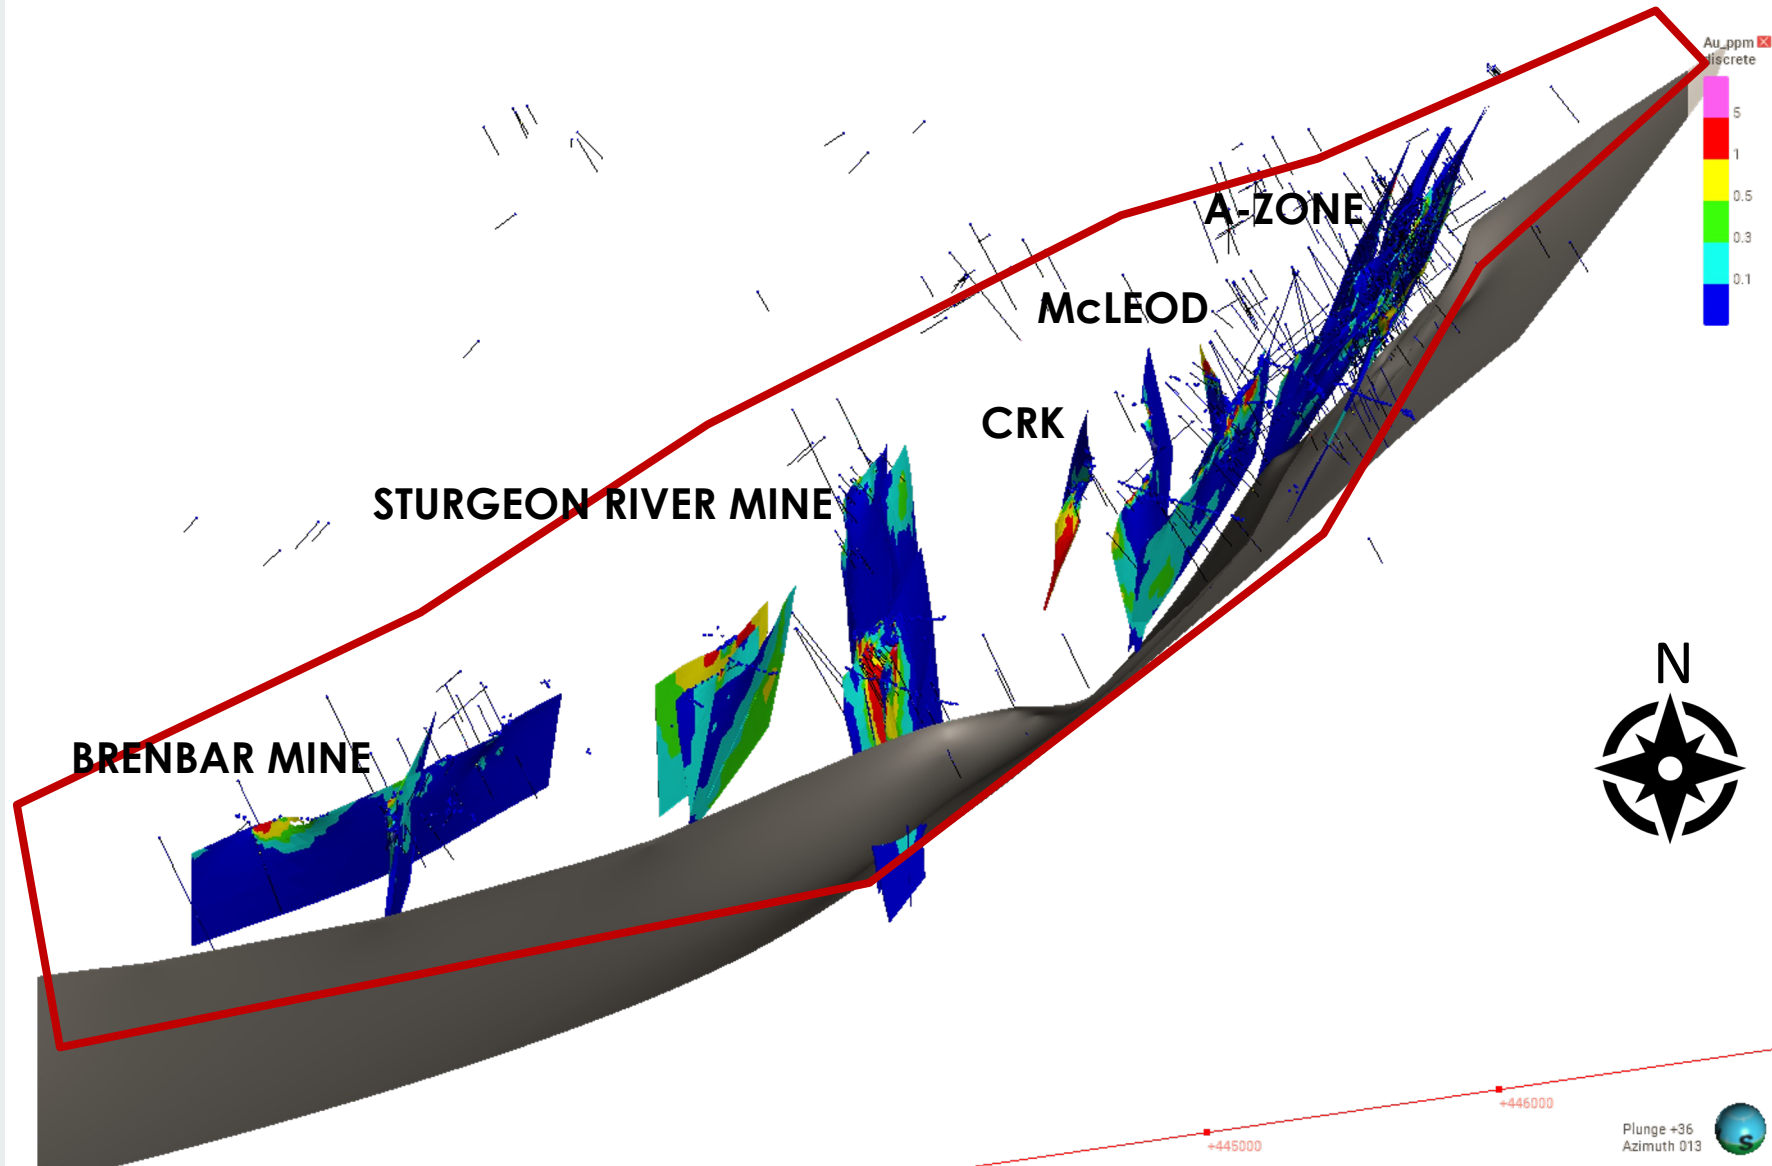 Au_ppm
discrete
5
1
0.5
0.3
0.1
A-ZONE
McLEOD
CRK
STURGEON RIVER MINE
BRENBAR MINE
N
+446000
+445000
Plunge +36
Azimuth 013
S